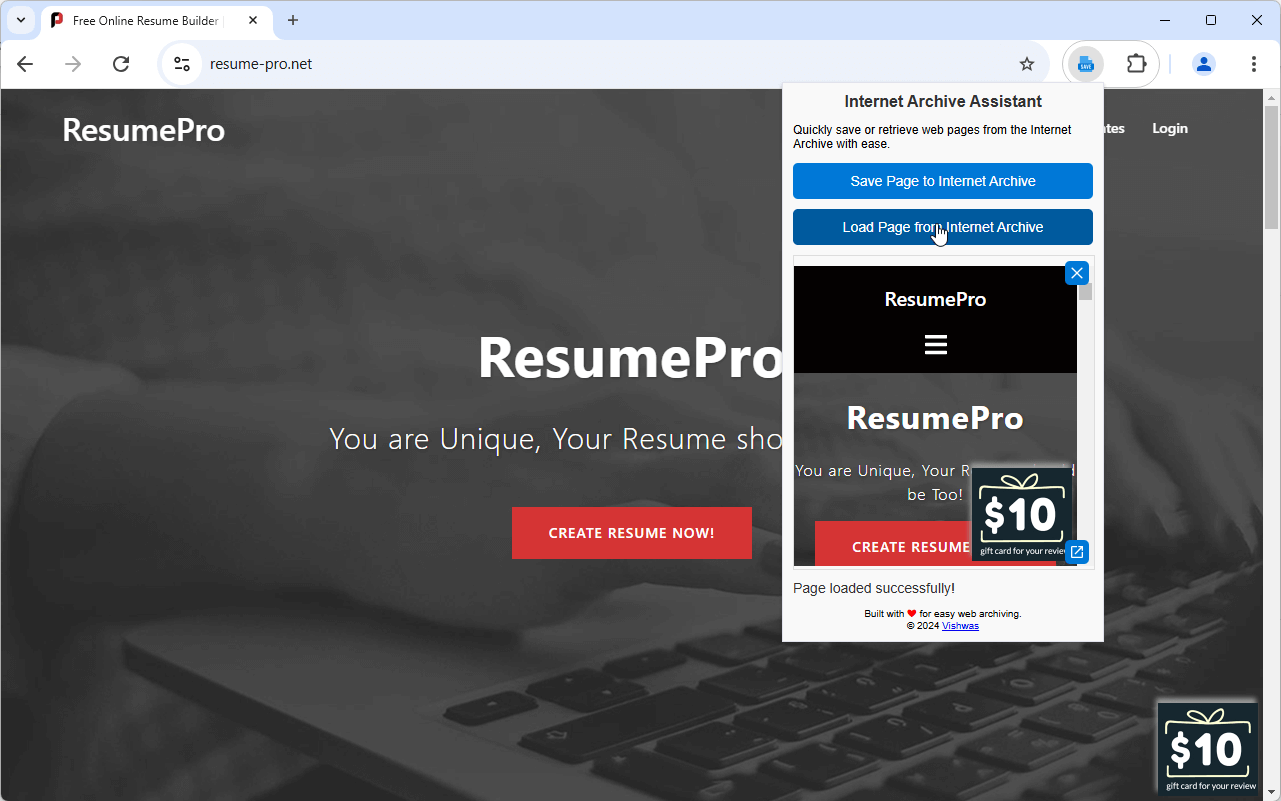 Free Online Resume Builder
resume-pro.net
SAVE
ResumePro
Login
ResumePro
You are Unique, Your Resume sho
CREATE RESUME NOW!
Internet Archive Assistant
Quickly save or retrieve web pages from the Internet
Archive with ease.
Save Page to Internet Archive
Load Page from Internet Archive
ResumePro
ResumePro
You are Unique, Your R
be Too!
CREATE RESUME
$10
gift card for your review
Page loaded successfully!
Built with ❤ for easy web archiving.
© 2024 Vishwas
$10
gift card for your review